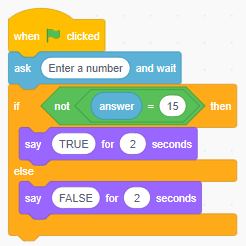 when clicked
ask Enter a number and wait
if not answer = 15 then
say TRUE for 2 seconds
else
say FALSE for 2 seconds